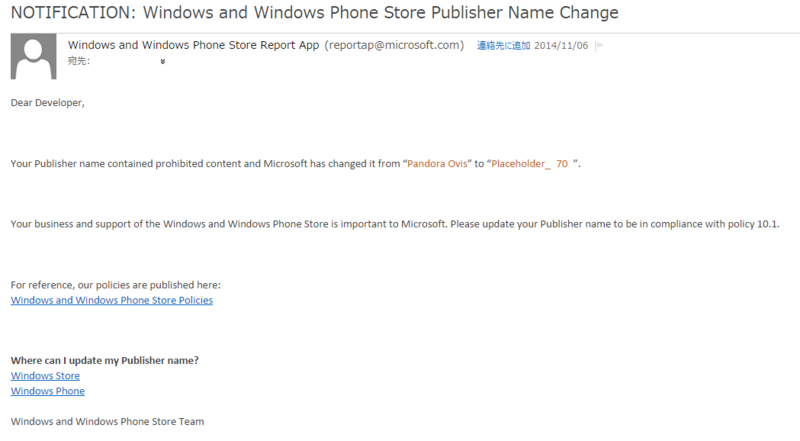 NOTIFICATION: Windows and Windows Phone Store Publisher Name Change
Windows and Windows Phone Store Report App (reportap@microsoft.com) 連絡先に追加 2014/11/06
宛先:
Dear Developer,
Your Publisher name contained prohibited content and Microsoft has changed it from “Pandora Ovis” to “Placeholder_ 70 ”.
Your business and support of the Windows and Windows Phone Store is important to Microsoft. Please update your Publisher name to be in compliance with policy 10.1.
For reference, our policies are published here:
Windows and Windows Phone Store Policies
Where can I update my Publisher name?
Windows Store
Windows Phone
Windows and Windows Phone Store Team